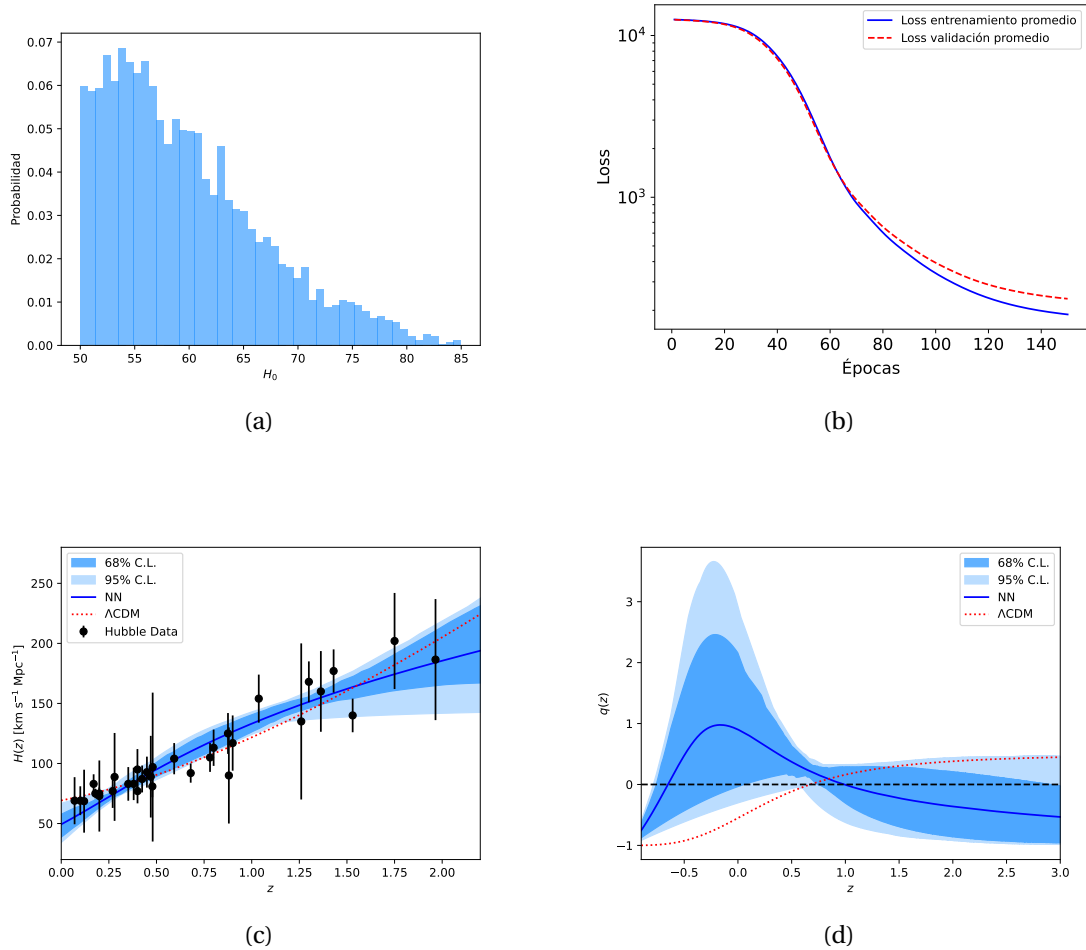 0.07
0.06
0.05
0.04
0.03
0.02
0.01
0.00
Probabilidad
50 55 60 65 70 75 80 85
H₀
(a)
10⁴
10³
Loss
Loss entrenamiento promedio
Loss validación promedio
0 20 40 60 80 100 120 140
Épocas
(b)
250
200
150
100
50
H(z) [km s⁻¹ Mpc⁻¹]
68% C.L.
95% C.L.
NN
ΛCDM
Hubble Data
0.00 0.25 0.50 0.75 1.00 1.25 1.50 1.75 2.00
z
(c)
3
2
1
0
−1
q(z)
68% C.L.
95% C.L.
NN
ΛCDM
−0.5 0.0 0.5 1.0 1.5 2.0 2.5 3.0
z
(d)